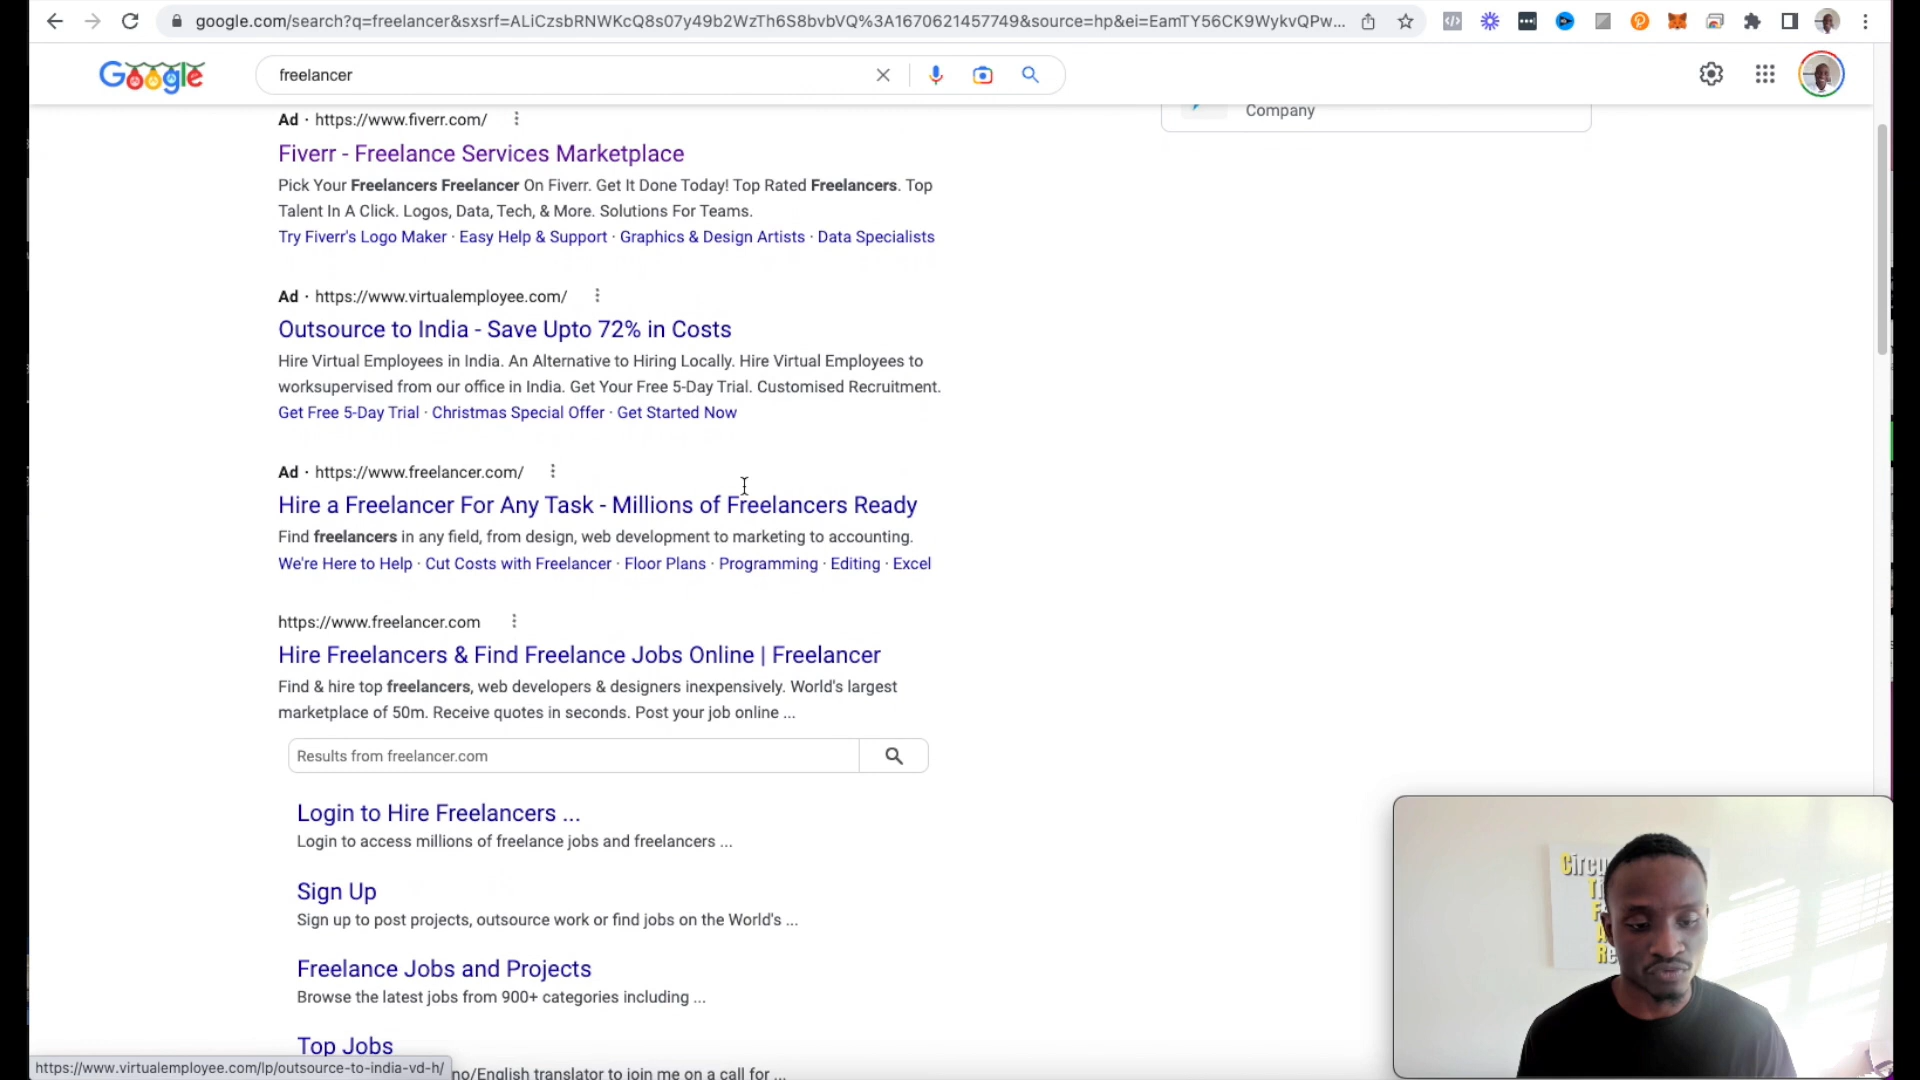 google.com/search?q=freelancer&sxsrf=ALiCzsbRNWKcQ8s07y49b2WzTh6S8bvbVQ%3A1670621457749&source=hp&ei=EamTY56CK9WykvQPw...
Google
freelancer
Company
Ad · https://www.fiverr.com/
Fiverr - Freelance Services Marketplace
Pick Your Freelancers Freelancer On Fiverr. Get It Done Today! Top Rated Freelancers. Top
Talent In A Click. Logos, Data, Tech, & More. Solutions For Teams.
Try Fiverr's Logo Maker · Easy Help & Support · Graphics & Design Artists · Data Specialists
Ad · https://www.virtualemployee.com/
Outsource to India - Save Upto 72% in Costs
Hire Virtual Employees in India. An Alternative to Hiring Locally. Hire Virtual Employees to
worksupervised from our office in India. Get Your Free 5-Day Trial. Customised Recruitment.
Get Free 5-Day Trial · Christmas Special Offer · Get Started Now
Ad · https://www.freelancer.com/
Hire a Freelancer For Any Task - Millions of Freelancers Ready
Find freelancers in any field, from design, web development to marketing to accounting.
We're Here to Help · Cut Costs with Freelancer · Floor Plans · Programming · Editing · Excel
https://www.freelancer.com
Hire Freelancers & Find Freelance Jobs Online | Freelancer
Find & hire top freelancers, web developers & designers inexpensively. World's largest
marketplace of 50m. Receive quotes in seconds. Post your job online ...
Results from freelancer.com
Login to Hire Freelancers ...
Login to access millions of freelance jobs and freelancers ...
Sign Up
Sign up to post projects, outsource work or find jobs on the World's ...
Freelance Jobs and Projects
Browse the latest jobs from 900+ categories including ...
Top Jobs
no/English translator to join me on a call for ...
https://www.virtualemployee.com/lp/outsource-to-india-vd-h/